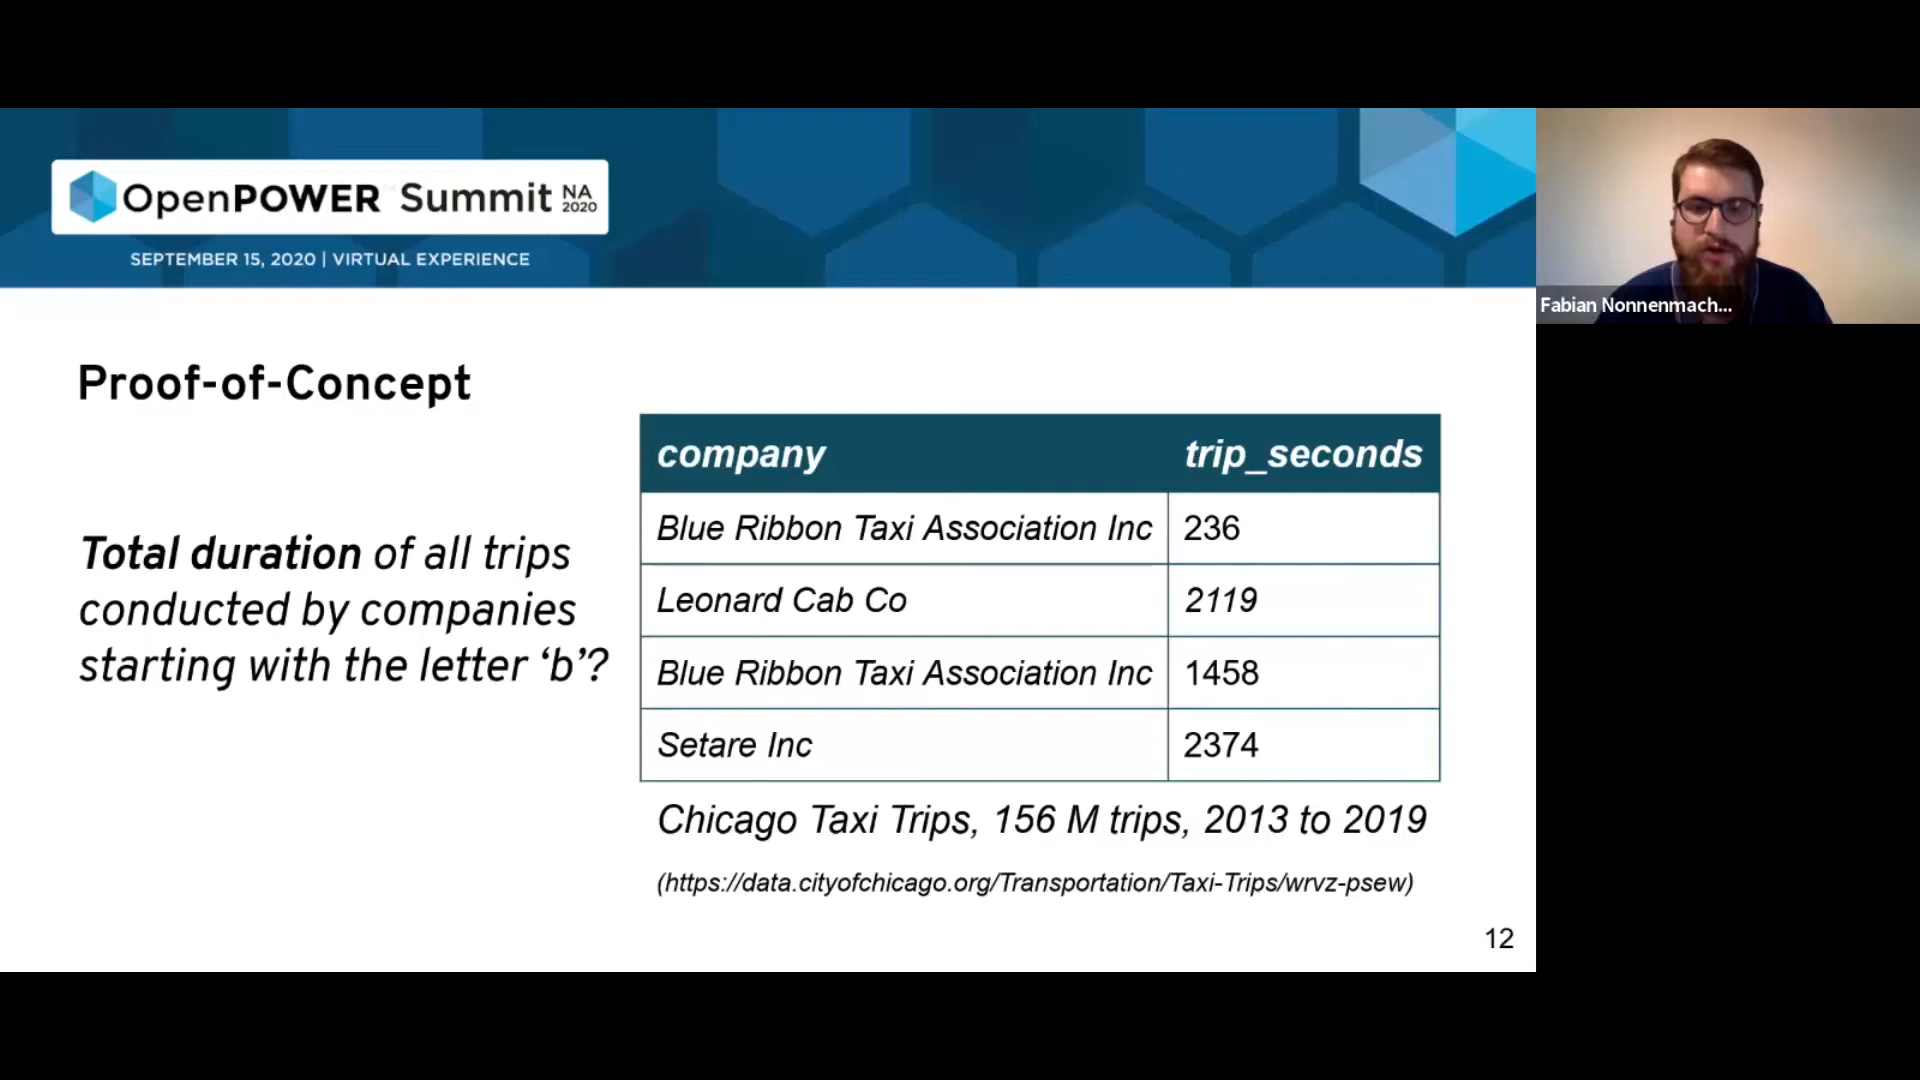 OpenPOWER Summit NA 2020
SEPTEMBER 15, 2020 | VIRTUAL EXPERIENCE
Fabian Nonnenmach...
Proof-of-Concept
Total duration of all trips
conducted by companies
starting with the letter ‘b’?
company trip_seconds
Blue Ribbon Taxi Association Inc 236
Leonard Cab Co 2119
Blue Ribbon Taxi Association Inc 1458
Setare Inc 2374
Chicago Taxi Trips, 156 M trips, 2013 to 2019
(https://data.cityofchicago.org/Transportation/Taxi-Trips/wrvz-psew)
12